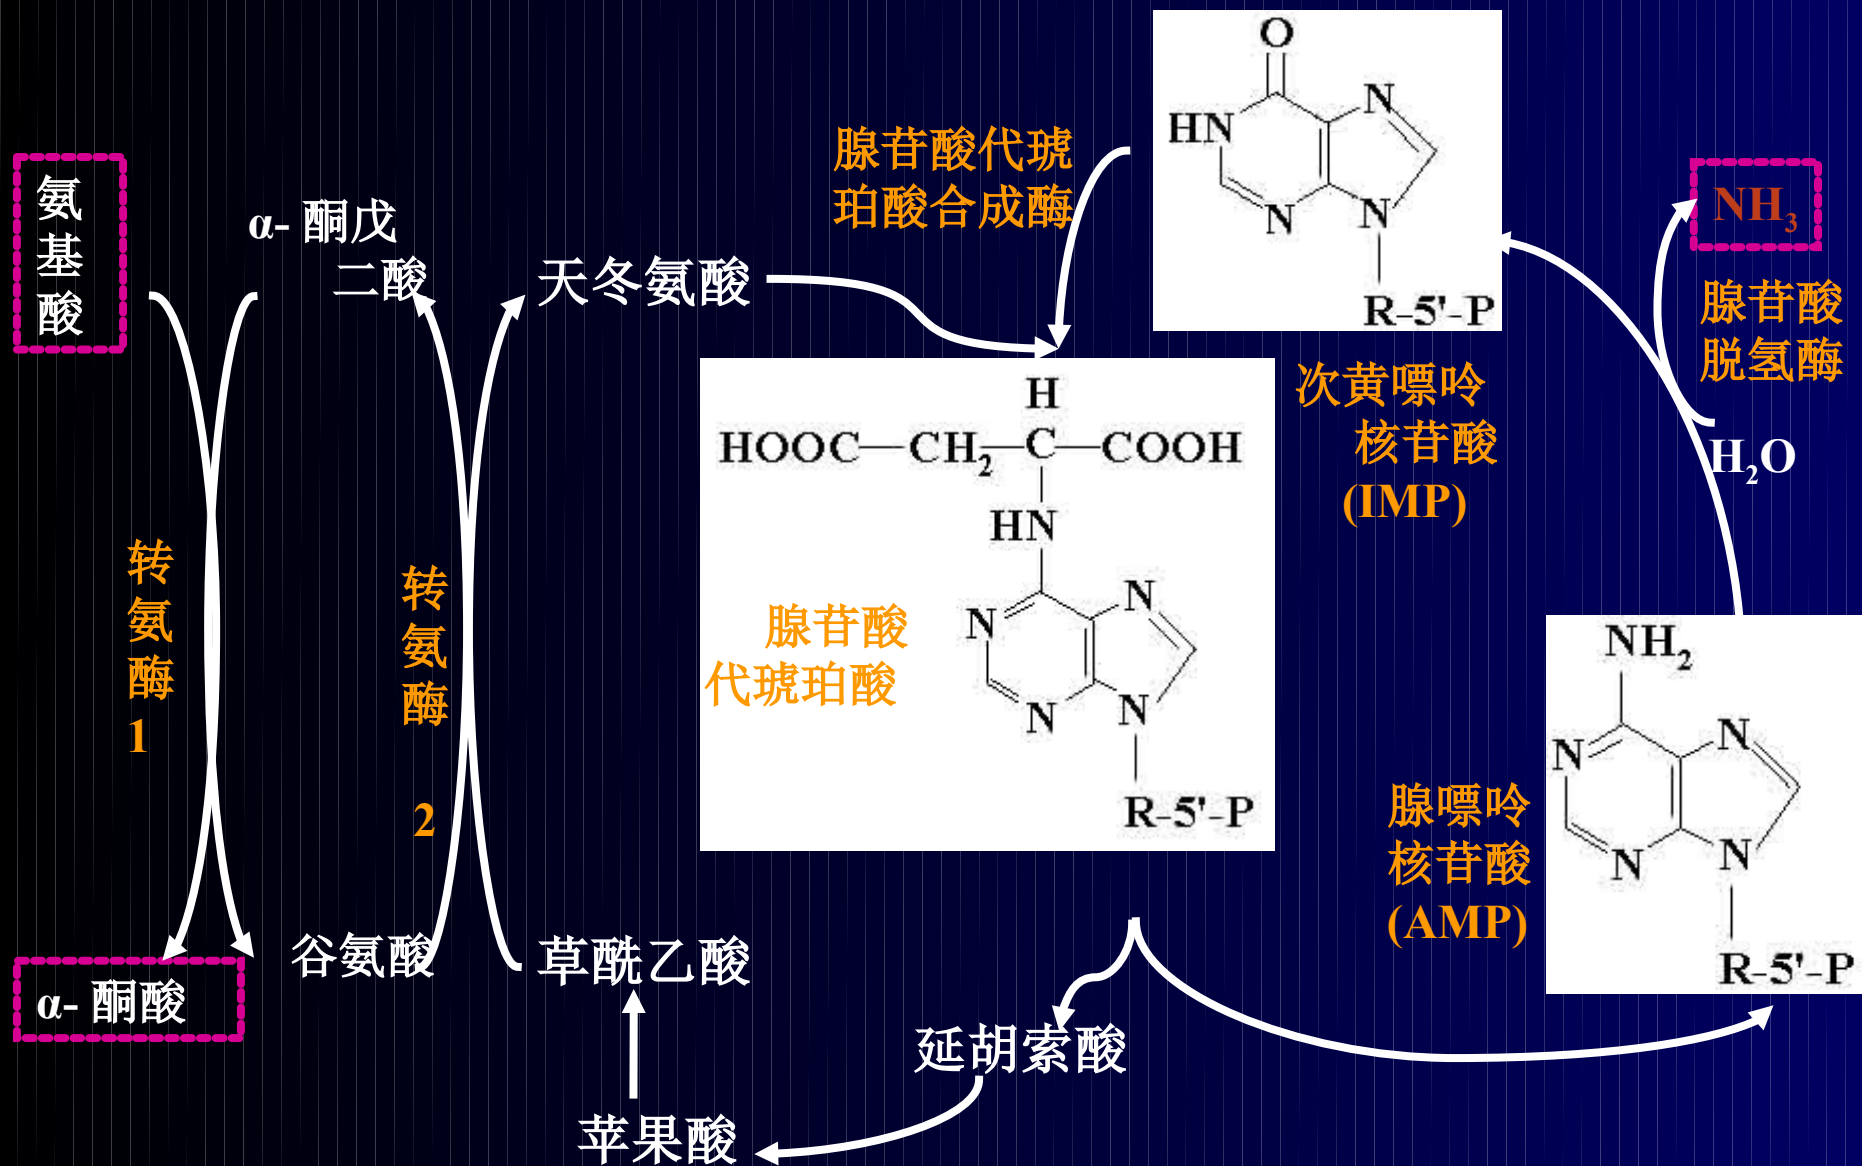 氨
基
酸
α- 酮戊
二酸
天冬氨酸
腺苷酸代琥
珀酸合成酶
O
HN
N
N
N
R-5'-P
次黄嘌呤
核苷酸
(IMP)
NH3
腺苷酸
脱氢酶
H2O
转
氨
酶
1
转
氨
酶
2
H
HOOC—CH2—C—COOH
HN
N
N
N
N
R-5'-P
腺苷酸
代琥珀酸
NH2
N
N
N
N
R-5'-P
腺嘌呤
核苷酸
(AMP)
谷氨酸
草酰乙酸
α- 酮酸
延胡索酸
苹果酸